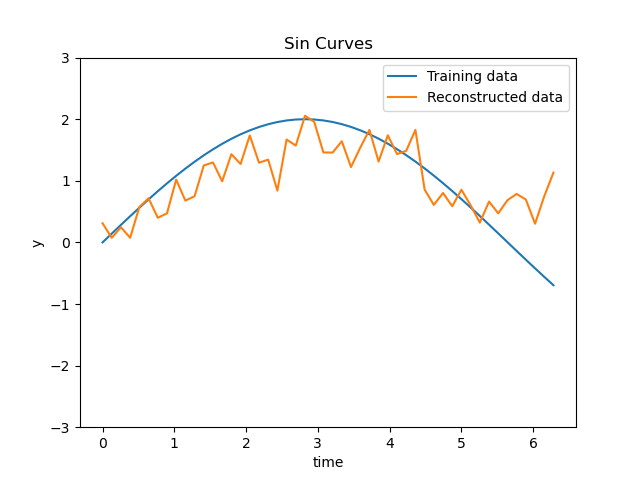 Sin Curves
Training data
Reconstructed data
3
2
1
0
−1
−2
−3
y
0
1
2
3
4
5
6
time